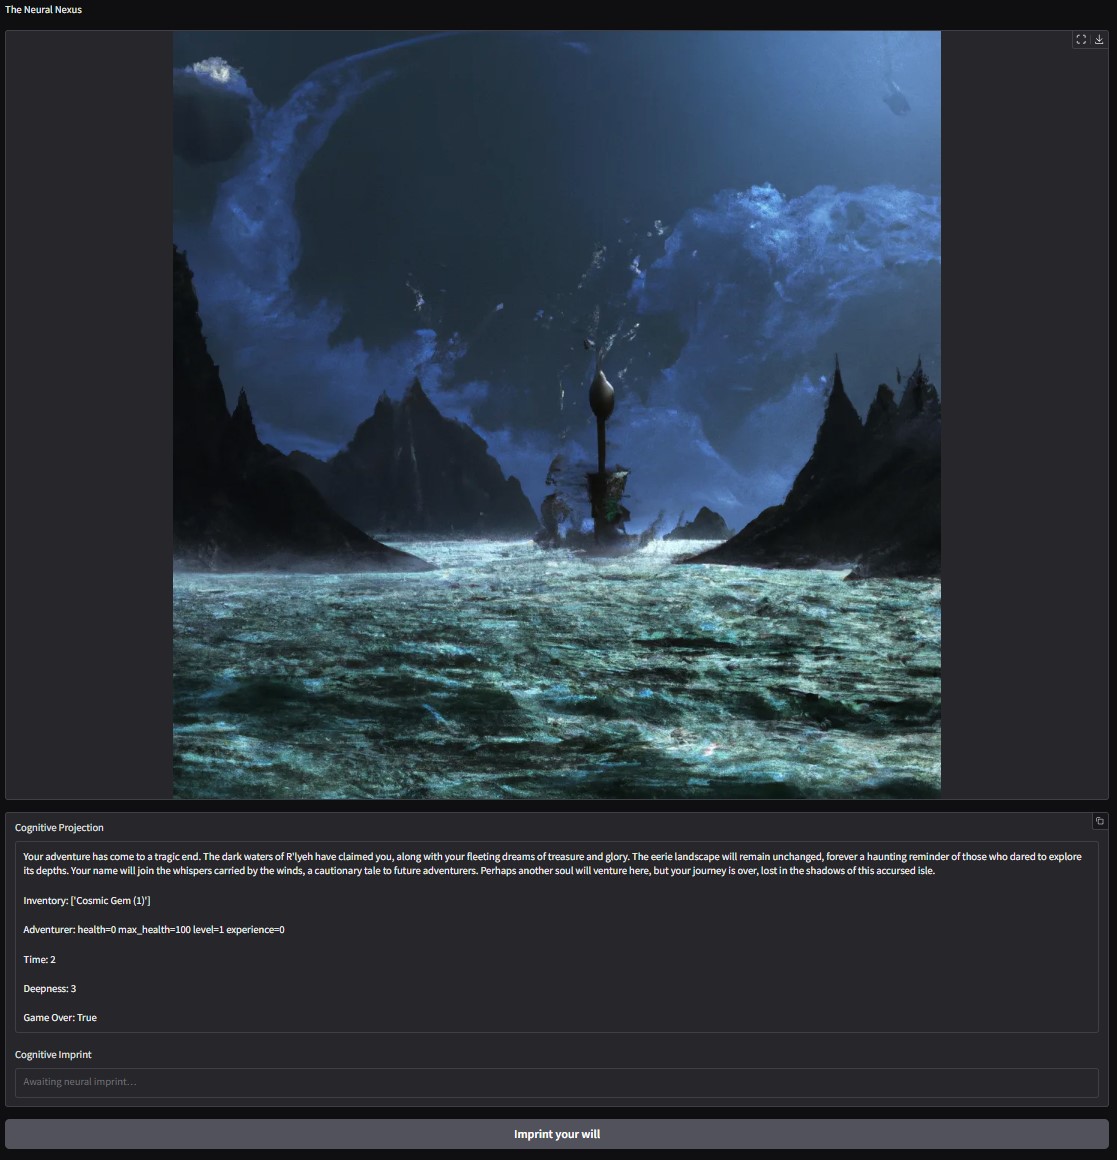 The Neural Nexus
Cognitive Projection
Your adventure has come to a tragic end. The dark waters of R'lyeh have claimed you, along with your fleeting dreams of treasure and glory. The eerie landscape will remain unchanged, forever a haunting reminder of those who dared to explore
its depths. Your name will join the whispers carried by the winds, a cautionary tale to future adventurers. Perhaps another soul will venture here, but your journey is over, lost in the shadows of this accursed isle.
Inventory: ['Cosmic Gem (1)']
Adventurer: health=0 max_health=100 level=1 experience=0
Time: 2
Deepness: 3
Game Over: True
Cognitive Imprint
Awaiting neural imprint...
Imprint your will